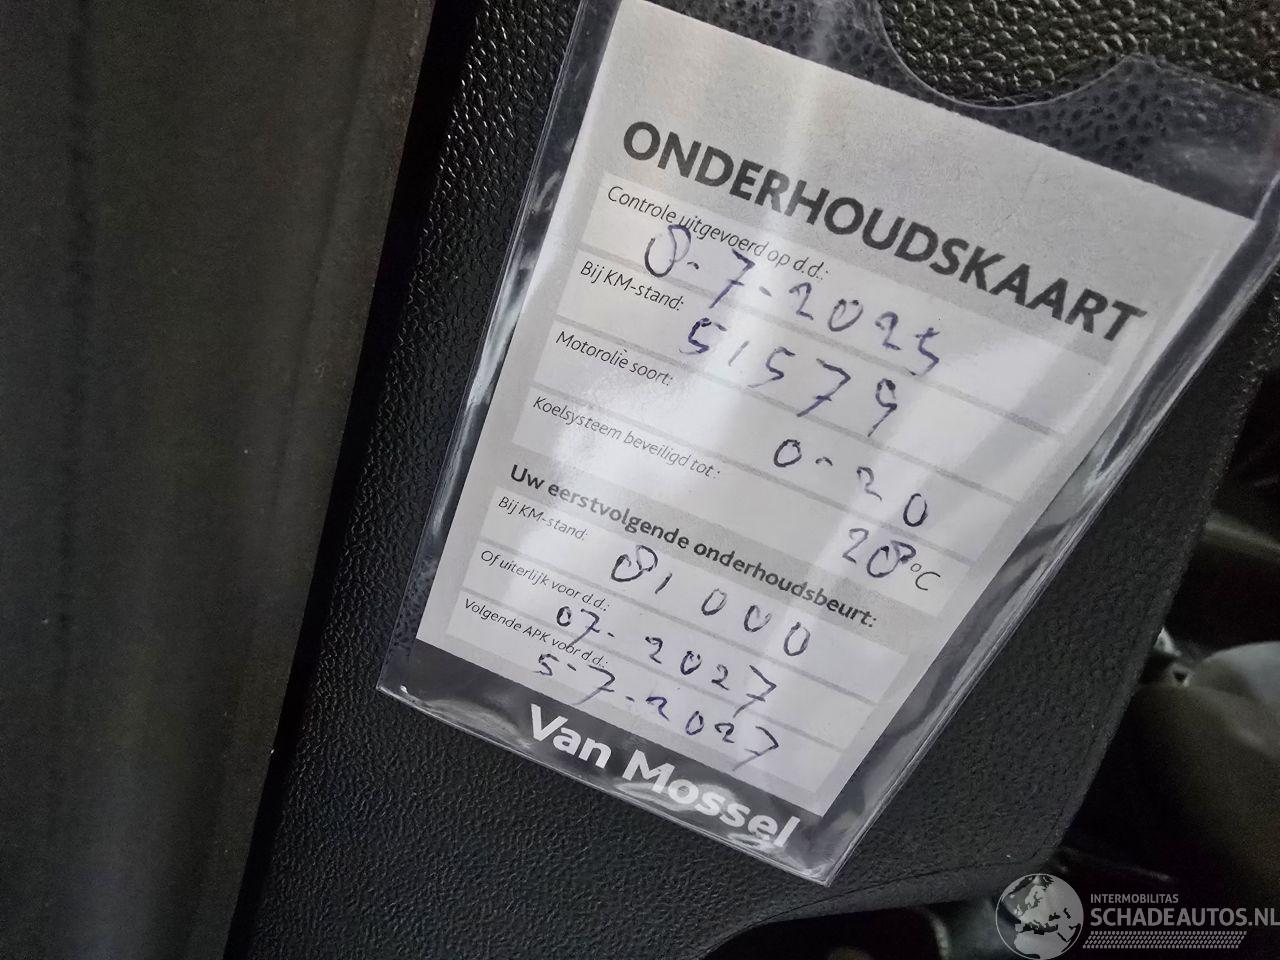 ONDERHOUDSKAART
Controle uitgevoerd op d.d.:
8-7-2025
Bij KM-stand:
51579
Motorolie soort:
0-20
Koelsysteem beveiligd tot:
28 °C
Uw eerstvolgende onderhoudsbeurt:
Bij KM-stand:
81000
Of uiterlijk voor d.d.:
07-2027
Volgende APK voor d.d.:
5-7-2027
Van Mossel
INTERMOBILITAS
SCHADEAUTOS.NL